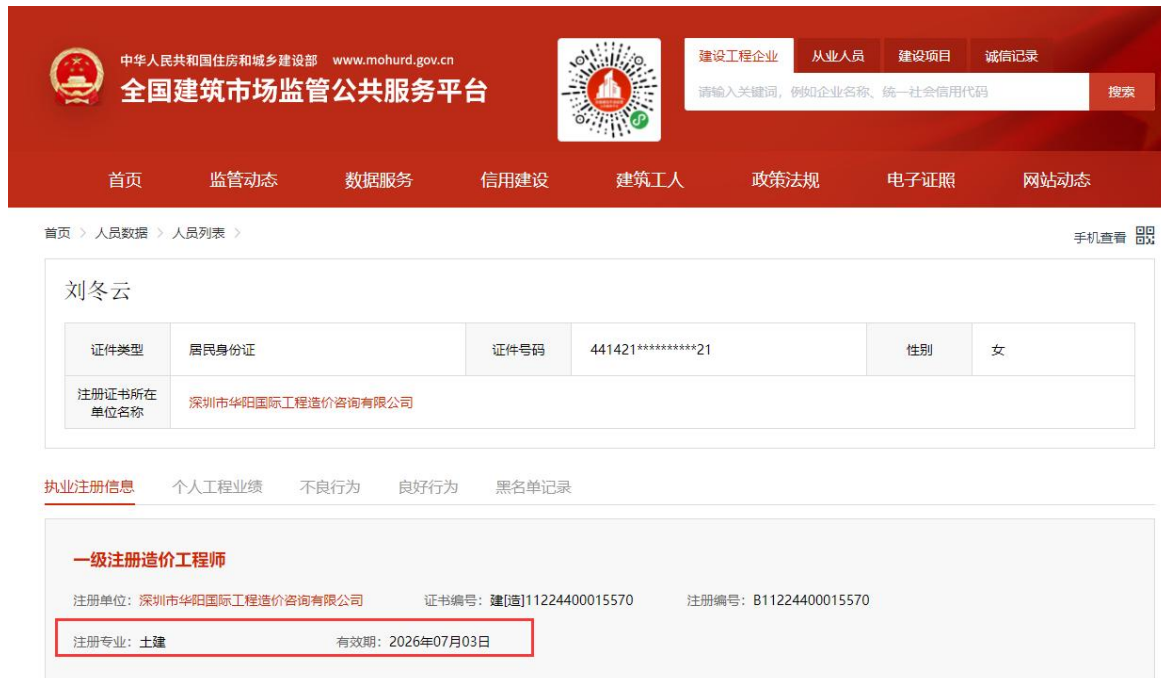 中华人民共和国住房和城乡建设部 www.mohurd.gov.cn
全国建筑市场监管公共服务平台
建设工程企业 从业人员 建设项目 诚信记录
请输入关键词，例如企业名称、统一社会信用代码 搜索
首页 监管动态 数据服务 信用建设 建筑工人 政策法规 电子证照 网站动态
首页 > 人员数据 > 人员列表 >
手机查看
刘冬云
证件类型 居民身份证 证件号码 441421**********21 性别 女
注册证书所在
单位名称
深圳市华阳国际工程造价咨询有限公司
执业注册信息 个人工程业绩 不良行为 良好行为 黑名单记录
一级注册造价工程师
注册单位：深圳市华阳国际工程造价咨询有限公司 证书编号：建[造]11224400015570 注册编号：B11224400015570
注册专业：土建 有效期：2026年07月03日